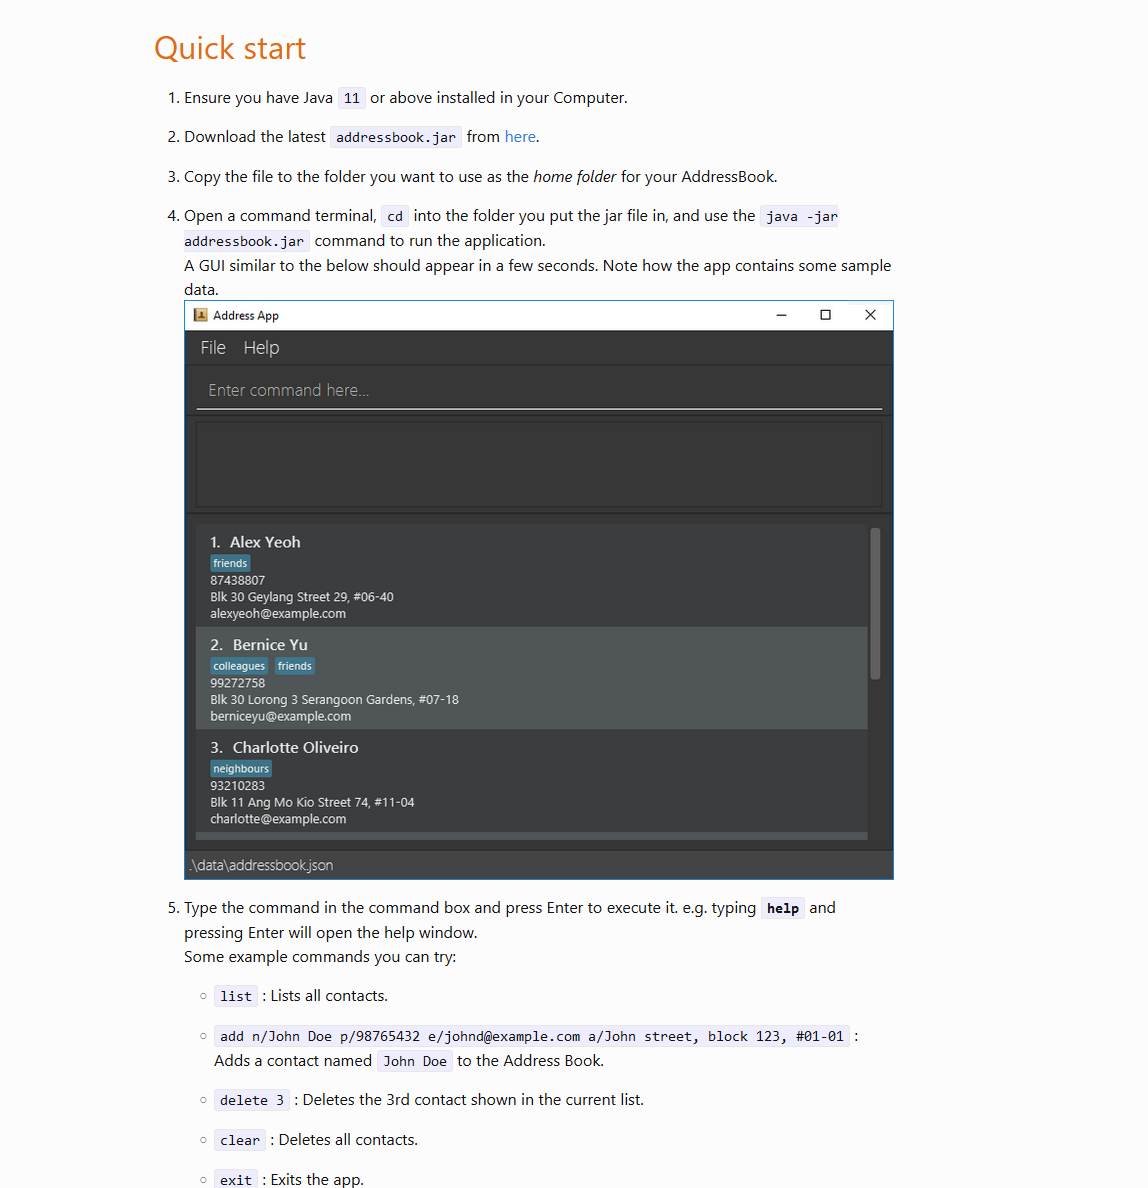 Quick start
1. Ensure you have Java 11 or above installed in your Computer.
2. Download the latest addressbook.jar from here.
3. Copy the file to the folder you want to use as the home folder for your AddressBook.
4. Open a command terminal, cd into the folder you put the jar file in, and use the java -jar
addressbook.jar command to run the application.
A GUI similar to the below should appear in a few seconds. Note how the app contains some sample
data.
Address App
File Help
Enter command here...
1. Alex Yeoh
friends
87438807
Blk 30 Geylang Street 29, #06-40
alexyeoh@example.com
2. Bernice Yu
colleagues friends
99272758
Blk 30 Lorong 3 Serangoon Gardens, #07-18
berniceyu@example.com
3. Charlotte Oliveiro
neighbours
93210283
Blk 11 Ang Mo Kio Street 74, #11-04
charlotte@example.com
.\data\addressbook.json
5. Type the command in the command box and press Enter to execute it. e.g. typing help and
pressing Enter will open the help window.
Some example commands you can try:
○ list : Lists all contacts.
○ add n/John Doe p/98765432 e/johnd@example.com a/John street, block 123, #01-01 :
Adds a contact named John Doe to the Address Book.
○ delete 3 : Deletes the 3rd contact shown in the current list.
○ clear : Deletes all contacts.
○ exit : Exits the app.